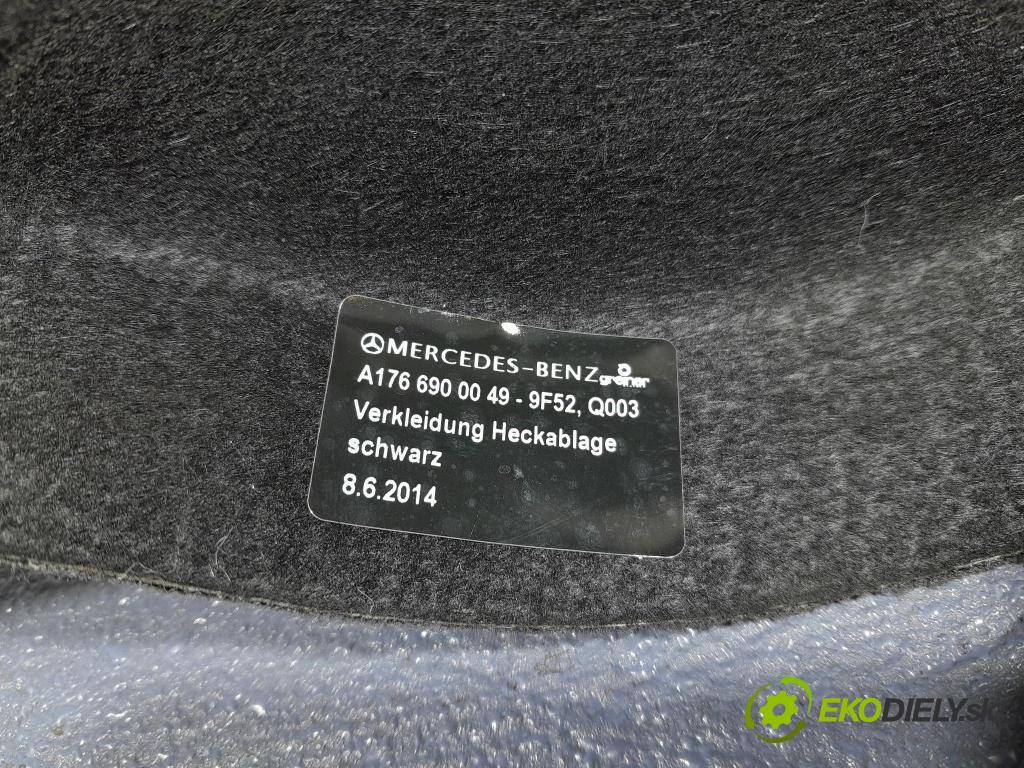 MERCEDES-BENZ greiner
A176 690 00 49 - 9F52, Q003
Verkleidung Heckablage
schwarz
8.6.2014
EKODIELY.sk